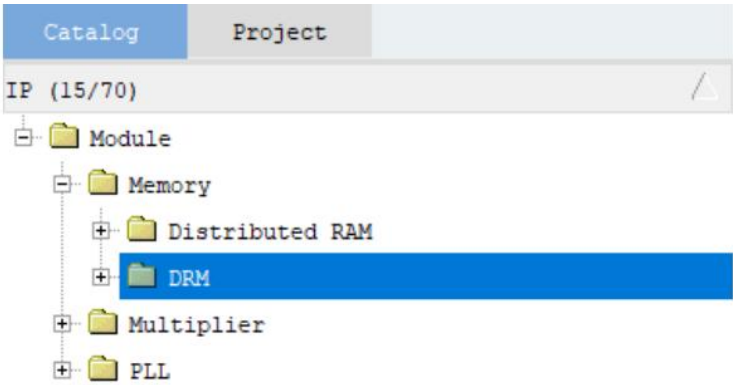 Catalog Project
IP (15/70)
Module
Memory
Distributed RAM
DRM
Multiplier
PLL